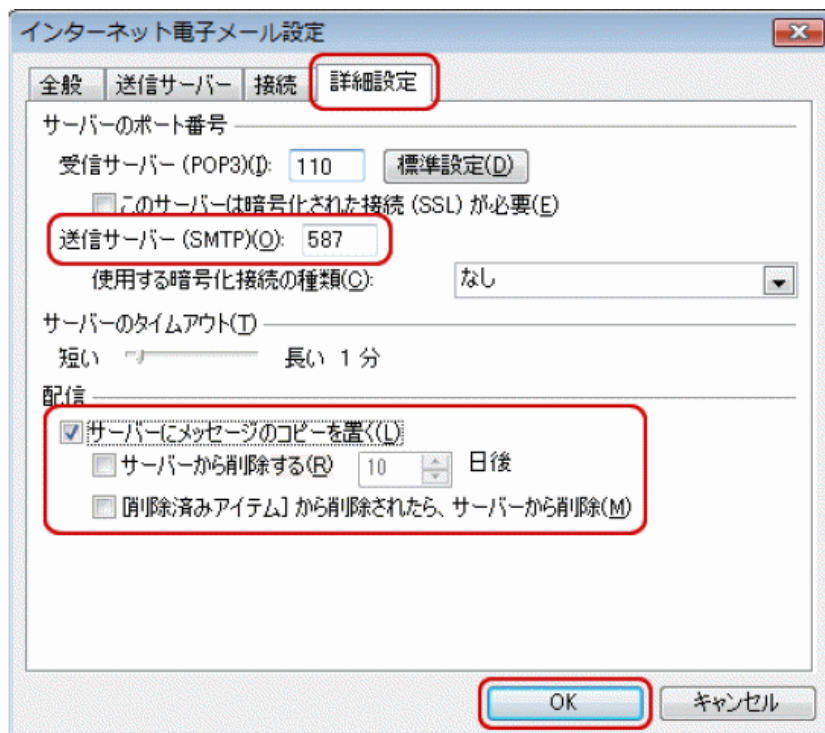 インターネット電子メール設定
全般 送信サーバー 接続 詳細設定
サーバーのポート番号
受信サーバー (POP3)(I): 110 標準設定(D)
このサーバーは暗号化された接続 (SSL) が必要(E)
送信サーバー (SMTP)(O): 587
使用する暗号化接続の種類(C): なし
サーバーのタイムアウト(T)
短い 長い 1 分
配信
サーバーにメッセージのコピーを置く(L)
サーバーから削除する(R) 10 日後
[削除済みアイテム] から削除されたら、サーバーから削除(M)
OK キャンセル